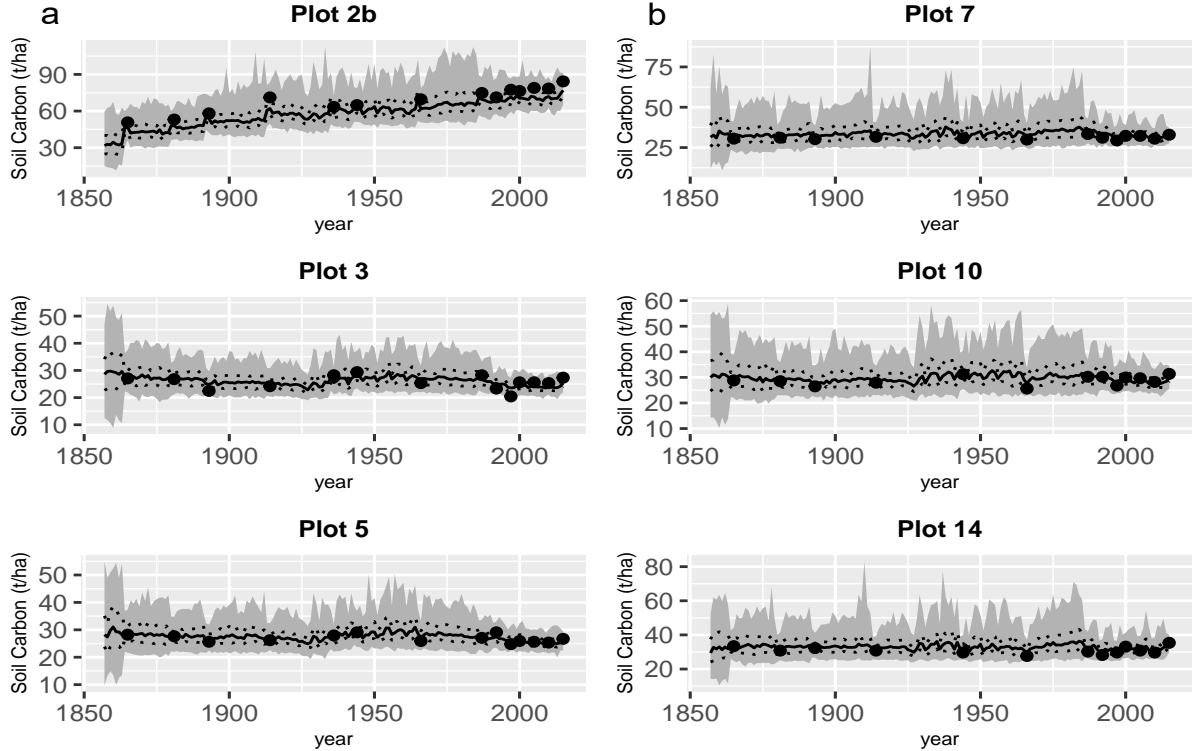 a
Plot 2b
Soil Carbon (t/ha)
90
60
30
1850 1900 1950 2000
year
b
Plot 7
Soil Carbon (t/ha)
75
50
25
1850 1900 1950 2000
year
Plot 3
Soil Carbon (t/ha)
50
40
30
20
10
1850 1900 1950 2000
year
Plot 10
Soil Carbon (t/ha)
60
50
40
30
20
10
1850 1900 1950 2000
year
Plot 5
Soil Carbon (t/ha)
50
40
30
20
10
1850 1900 1950 2000
year
Plot 14
Soil Carbon (t/ha)
80
60
40
20
1850 1900 1950 2000
year